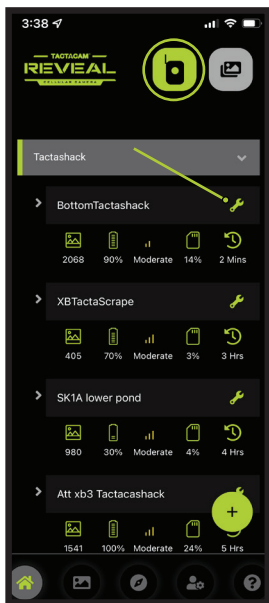 3:38
TACTACAM
REVEAL
CELLULAR CAMERA
Tactashack
BottomTactashack
2068 90% Moderate 14% 2 Mins
XBTactaScrape
405 70% Moderate 3% 3 Hrs
SK1A lower pond
980 30% Moderate 4% 4 Hrs
Att xb3 Tactacashack
+
1541 100% Moderate 24% 5 Hrs
?